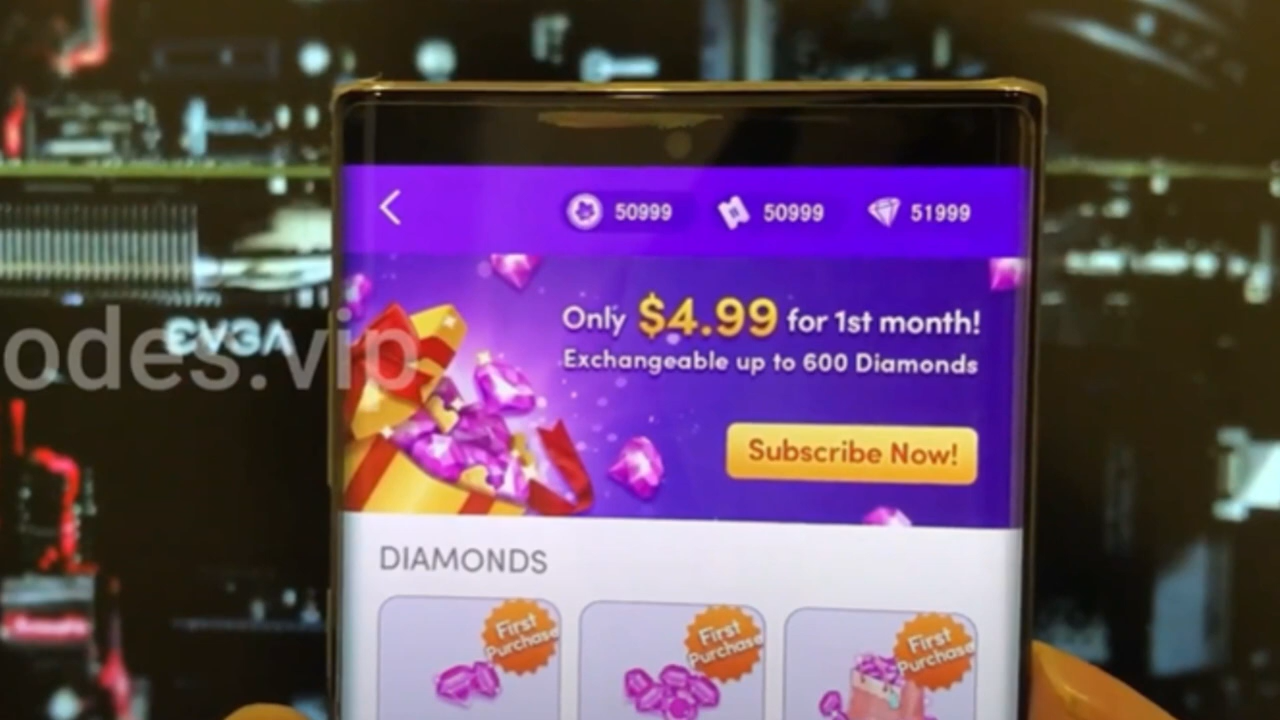 50999 50999 51999
Only $4.99 for 1st month!
Exchangeable up to 600 Diamonds
odes.vip
EVGA
Subscribe Now!
DIAMONDS
First Purchase
First Purchase
First Purchase